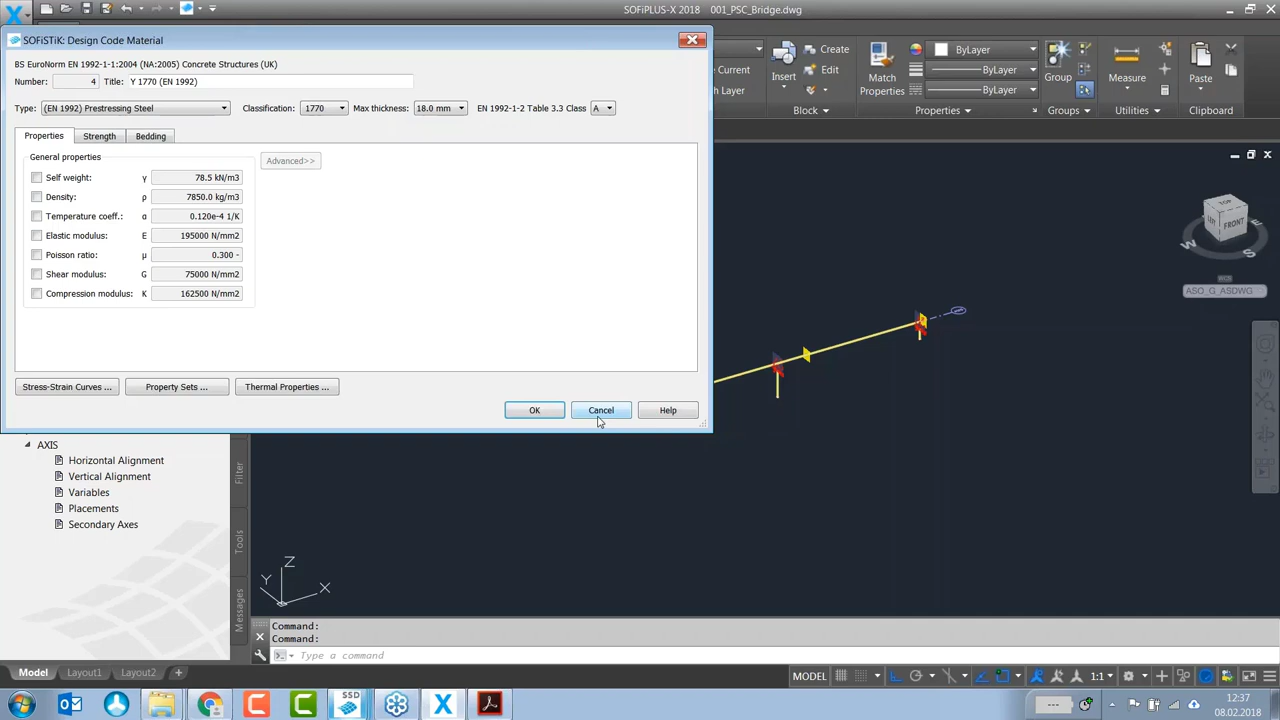 SOFiPLUS-X 2018 001_PSC_Bridge.dwg
SOFiSTiK: Design Code Material
BS EuroNorm EN 1992-1-1:2004 (NA:2005) Concrete Structures (UK)
Number: 4 Title: Y 1770 (EN 1992)
Type: (EN 1992) Prestressing Steel Classification: 1770 Max thickness: 18.0 mm EN 1992-1-2 Table 3.3 Class A
Properties Strength Bedding
General properties
Advanced>>
Self weight: γ 78.5 kN/m3
Density: ρ 7850.0 kg/m3
Temperature coeff.: α 0.120e-4 1/K
Elastic modulus: E 195000 N/mm2
Poisson ratio: μ 0.300 -
Shear modulus: G 75000 N/mm2
Compression modulus: K 162500 N/mm2
Stress-Strain Curves ... Property Sets ... Thermal Properties ...
OK Cancel Help
Current
Layer
Insert
Create
Edit
Block
Match
Properties
ByLayer
ByLayer
ByLayer
Properties
Group
Groups
Measure
Utilities
Paste
Clipboard
TOP
FRONT
W
S
ASQ_G_ASDWG
AXIS
Horizontal Alignment
Vertical Alignment
Variables
Placements
Secondary Axes
Filter
Tools
Messages
Z
Y
X
Command:
Command:
Type a command
Model Layout1 Layout2 +
MODEL 1:1
SSD
12:37
08.02.2018